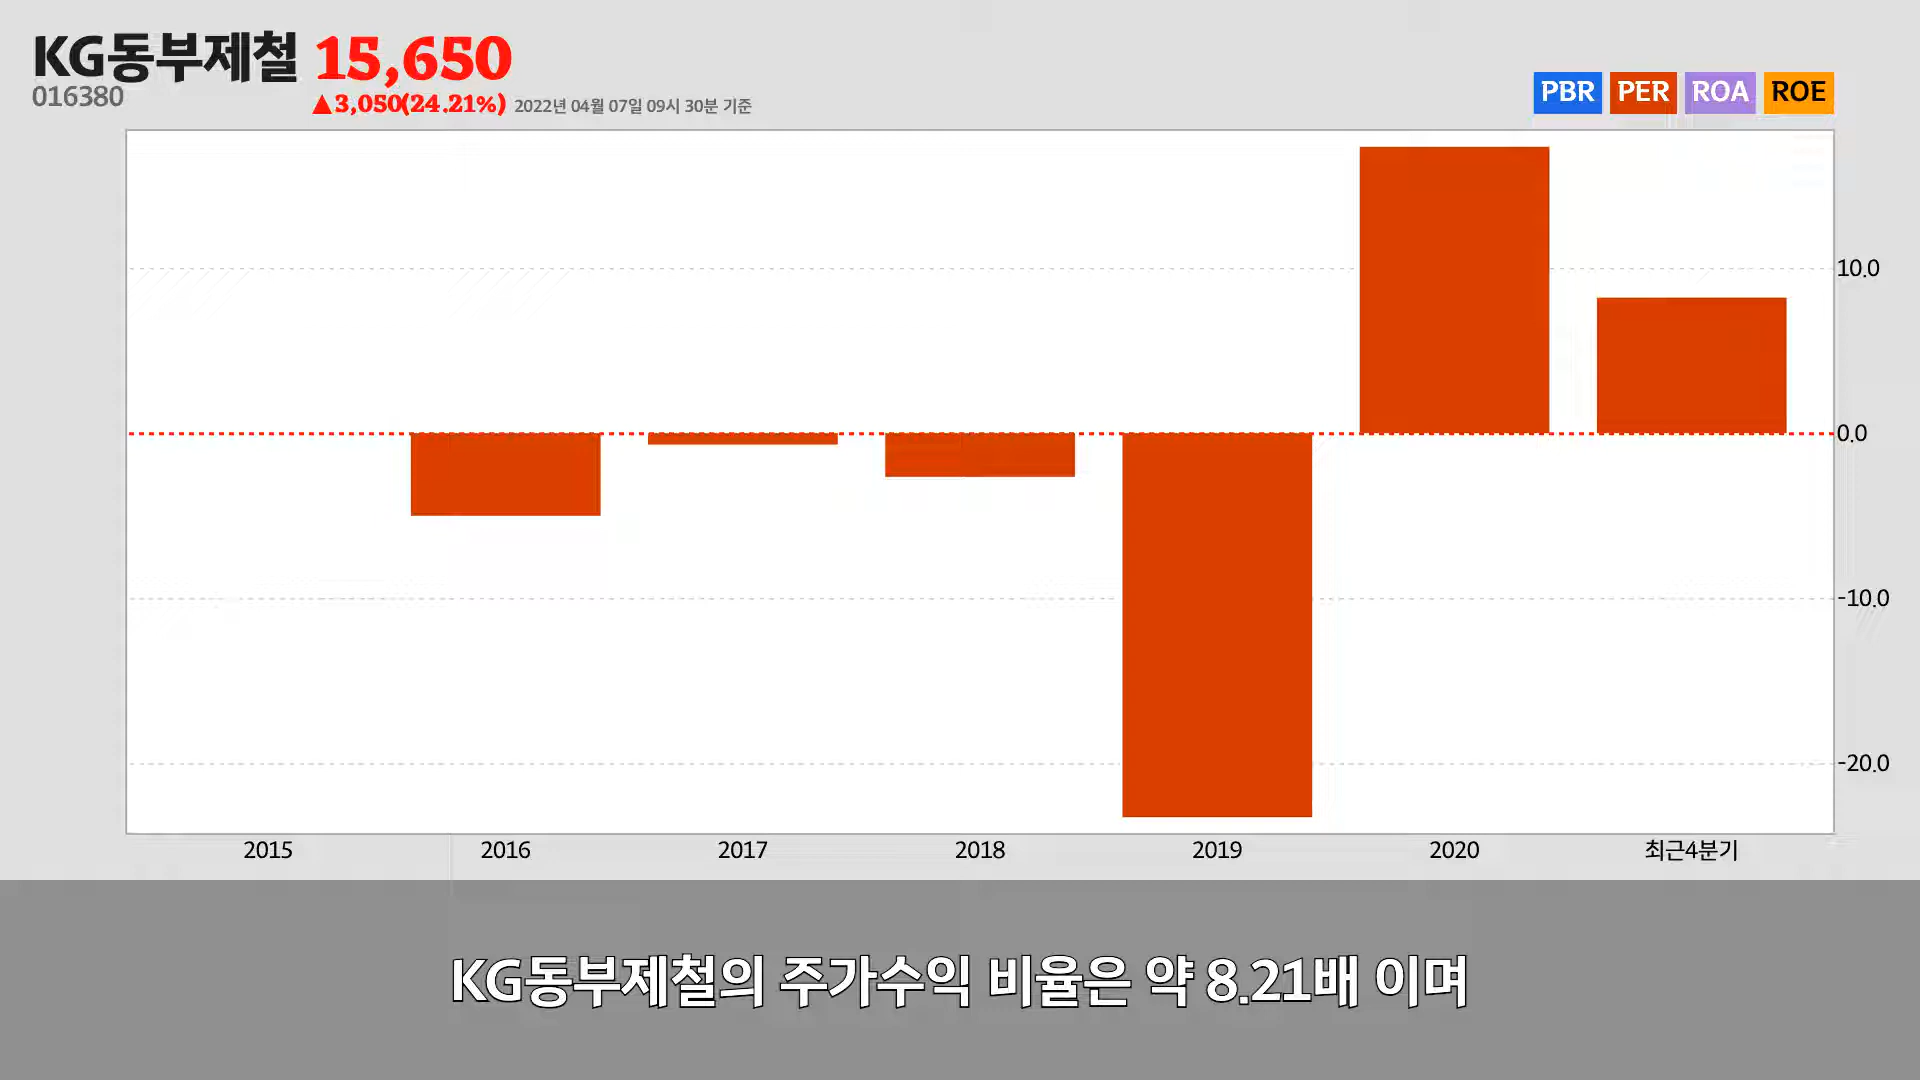 KG동부제철 15,650
016380
▲3,050(24.21%) 2022년 04월 07일 09시 30분 기준
PBR PER ROA ROE
10.0
0.0
-10.0
-20.0
2015 2016 2017 2018 2019 2020 최근4분기
KG동부제철의 주가수익 비율은 약 8.21배 이며